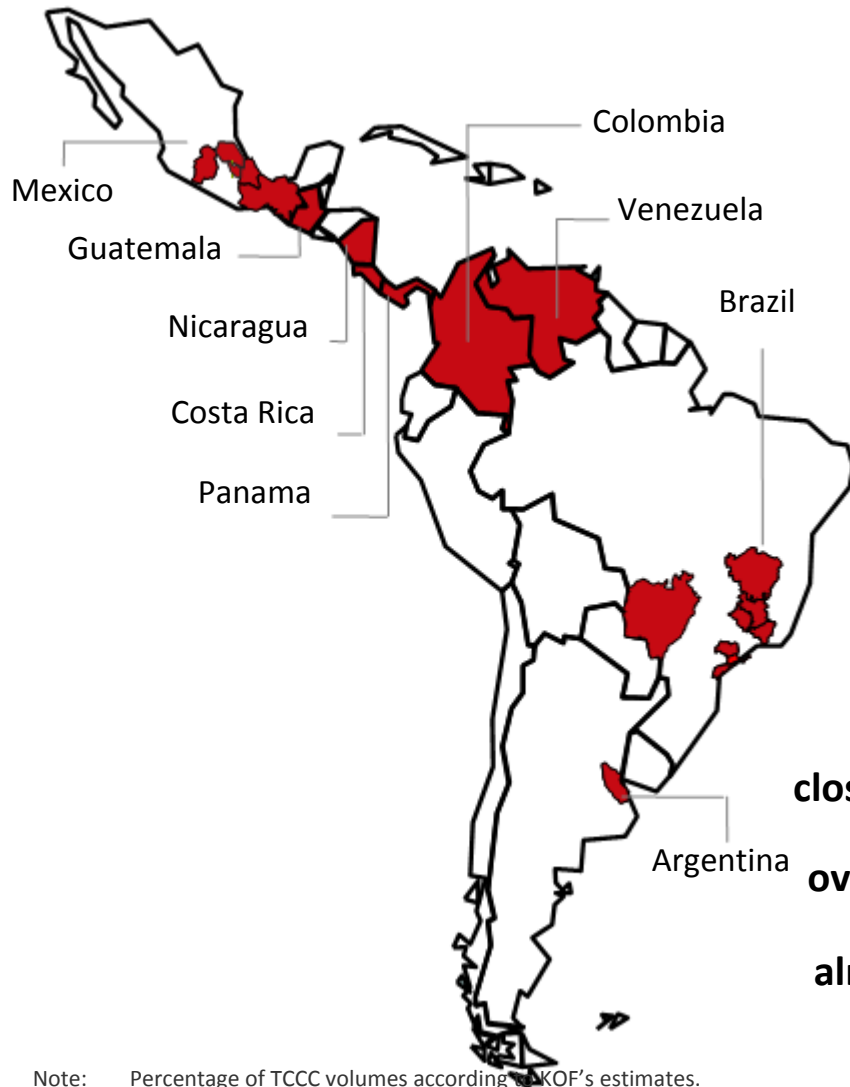 Colombia
Mexico
Venezuela
Guatemala
Brazil
Nicaragua
Costa Rica
Panama
clos
Argentina
ov
Note: Percentage of TCCC volumes according KOF's estimates.